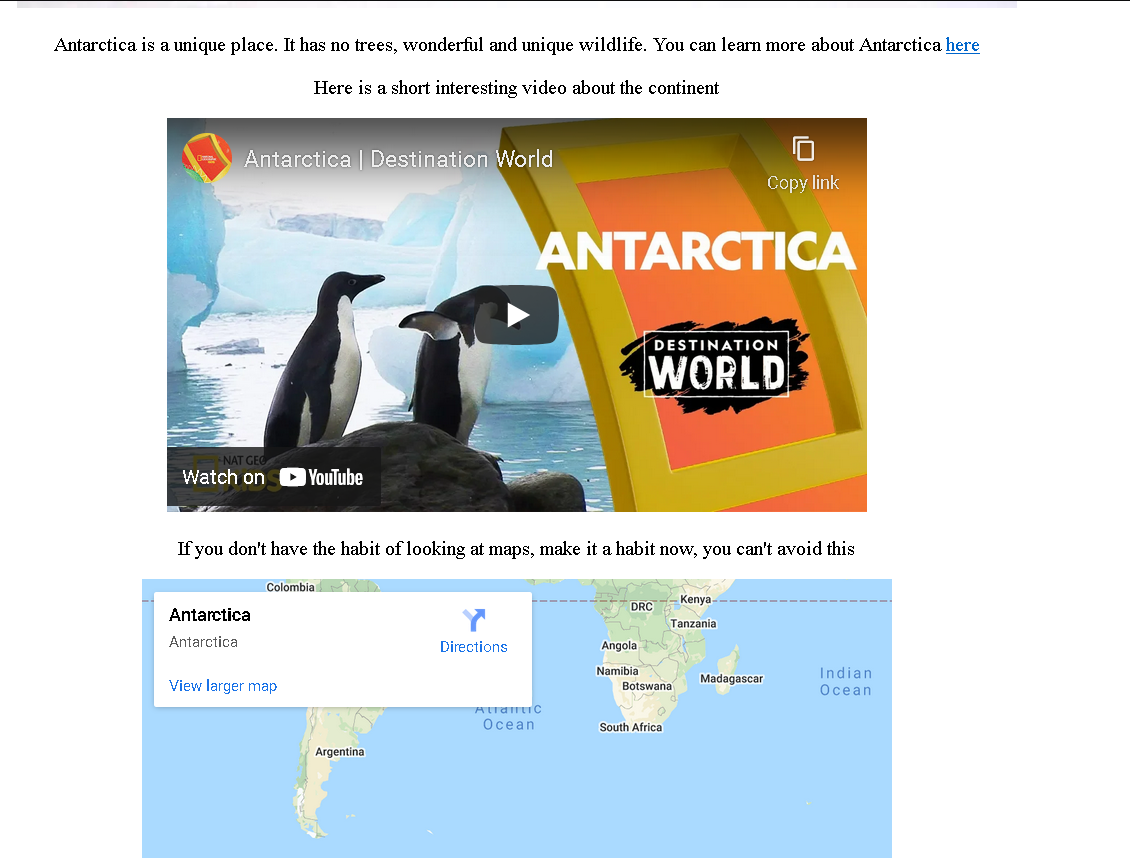 Antarctica is a unique place. It has no trees, wonderful and unique wildlife. You can learn more about Antarctica here
Here is a short interesting video about the continent
Antarctica | Destination World
Copy link
ANTARCTICA
DESTINATION
WORLD
NAT GEO
Watch on YouTube
If you don't have the habit of looking at maps, make it a habit now, you can't avoid this
Colombia
Antarctica
Antarctica
Directions
View larger map
DRC
Kenya
Tanzania
Angola
Namibia
Botswana
Madagascar
Indian
Ocean
Atlantic
Ocean
South Africa
Argentina